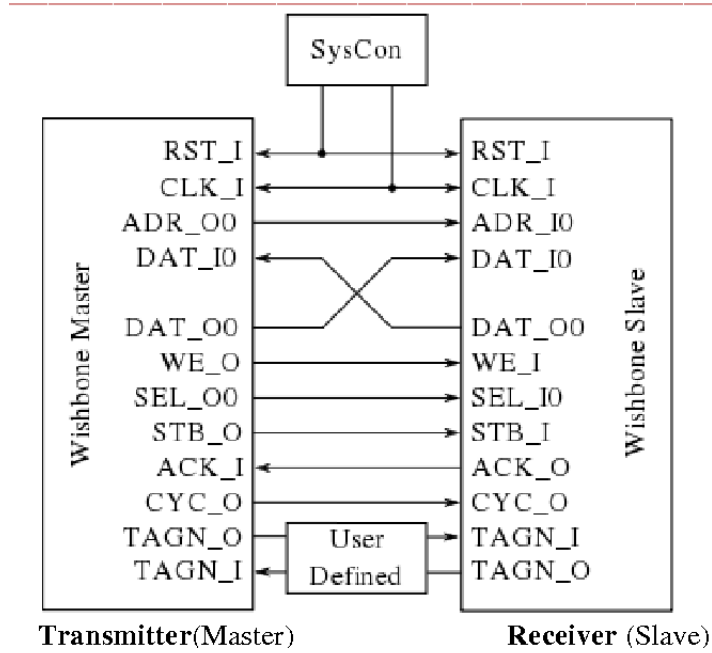 SysCon
RST_I
RST_I
CLK_I
CLK_I
ADR_O0
ADR_I0
DAT_I0
DAT_I0
DAT_O0
DAT_O0
WE_O
WE_I
SEL_O0
SEL_I0
STB_O
STB_I
ACK_I
ACK_O
CYC_O
CYC_O
TAGN_O
User
TAGN_I
TAGN_I
Defined
TAGN_O
Wishbone Master
Wishbone Slave
Transmitter(Master)
Receiver (Slave)